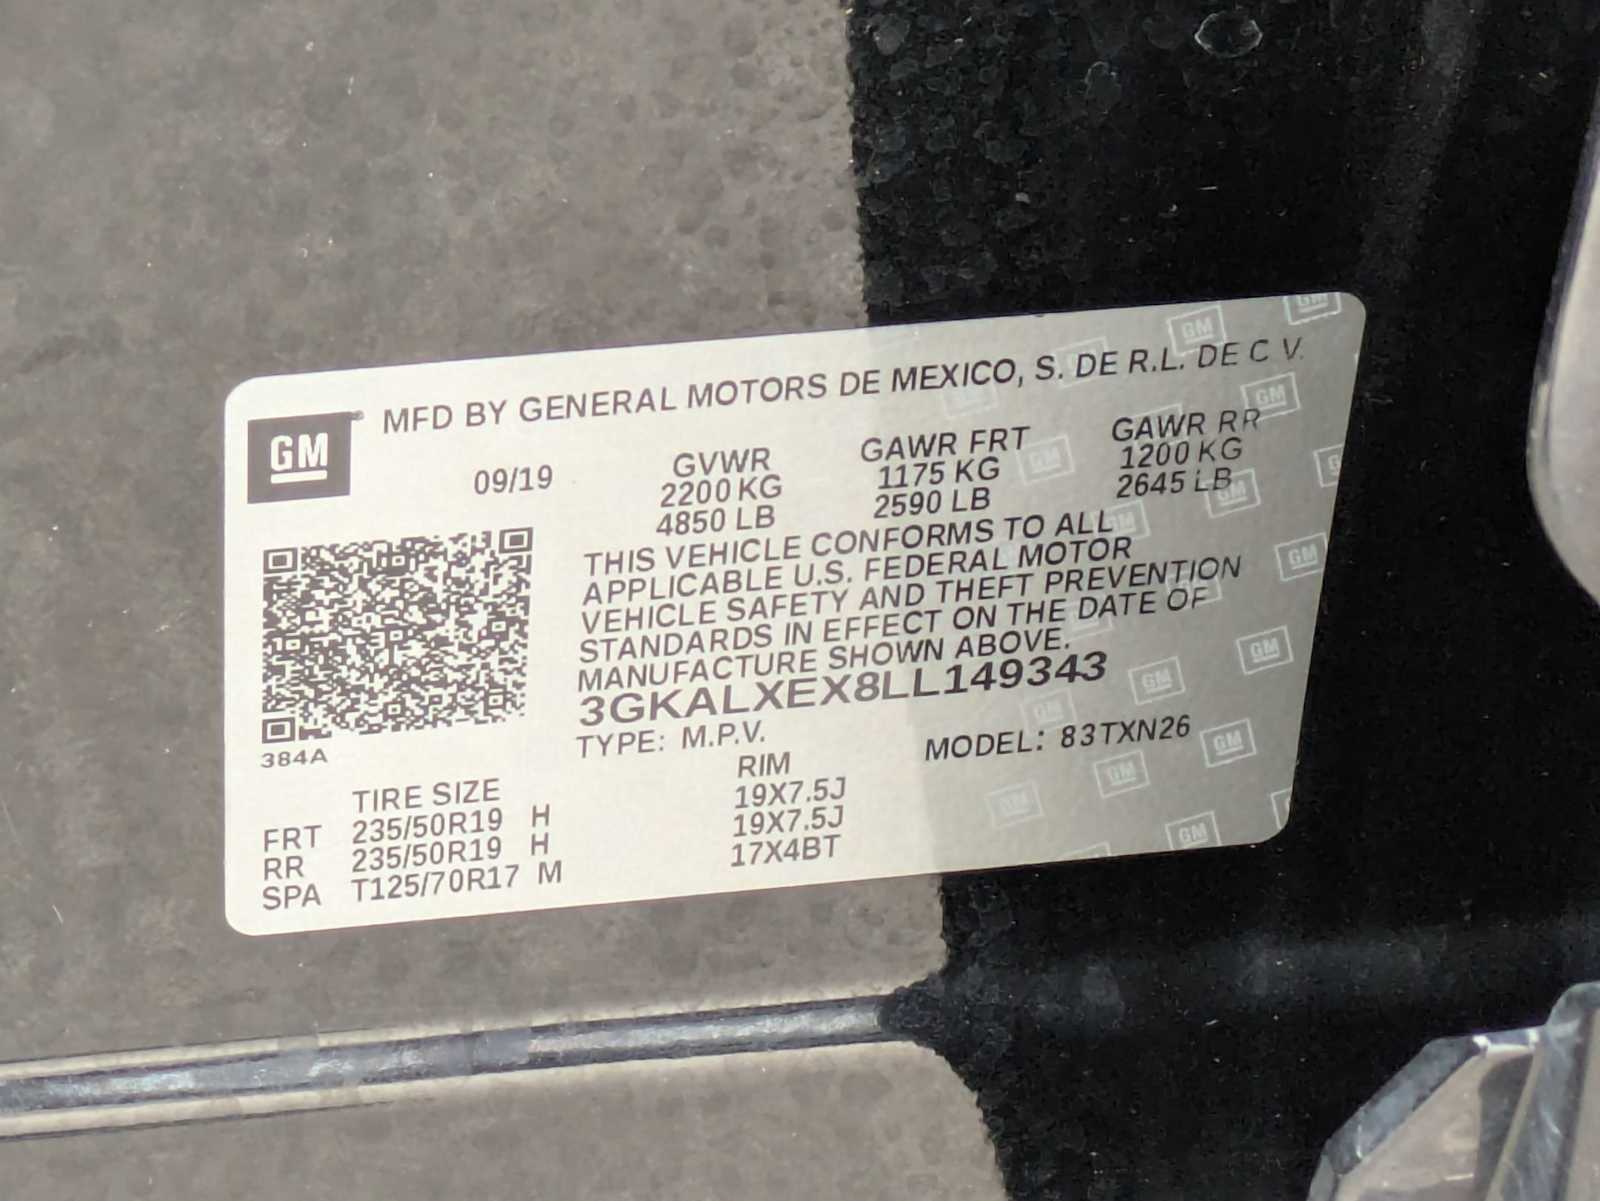 MFD BY GENERAL MOTORS DE MEXICO, S. DE R.L. DE C V.
GM
09/19
GVWR GAWR FRT GAWR RR
2200 KG 1175 KG 1200 KG
4850 LB 2590 LB 2645 LB
THIS VEHICLE CONFORMS TO ALL
APPLICABLE U.S. FEDERAL MOTOR
VEHICLE SAFETY AND THEFT PREVENTION
STANDARDS IN EFFECT ON THE DATE OF
MANUFACTURE SHOWN ABOVE.
3GKALXEX8LL149343
384A
TYPE: M.P.V. MODEL: 83TXN26
TIRE SIZE RIM
FRT 235/50R19 H 19X7.5J
RR 235/50R19 H 19X7.5J
SPA T125/70R17 M 17X4BT